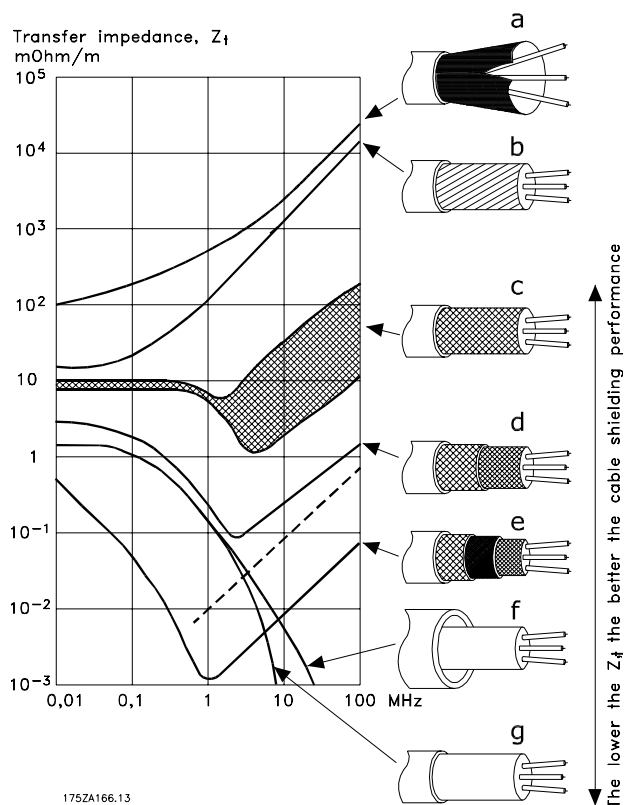 Transfer impedance, Zt
mOhm/m
10⁵
10⁴
10³
10²
10
1
10⁻¹
10⁻²
10⁻³
0,01 0,1 1 10 100 MHz
a
b
c
d
e
f
g
The lower the Zt the better the cable shielding performance
175ZA166.13